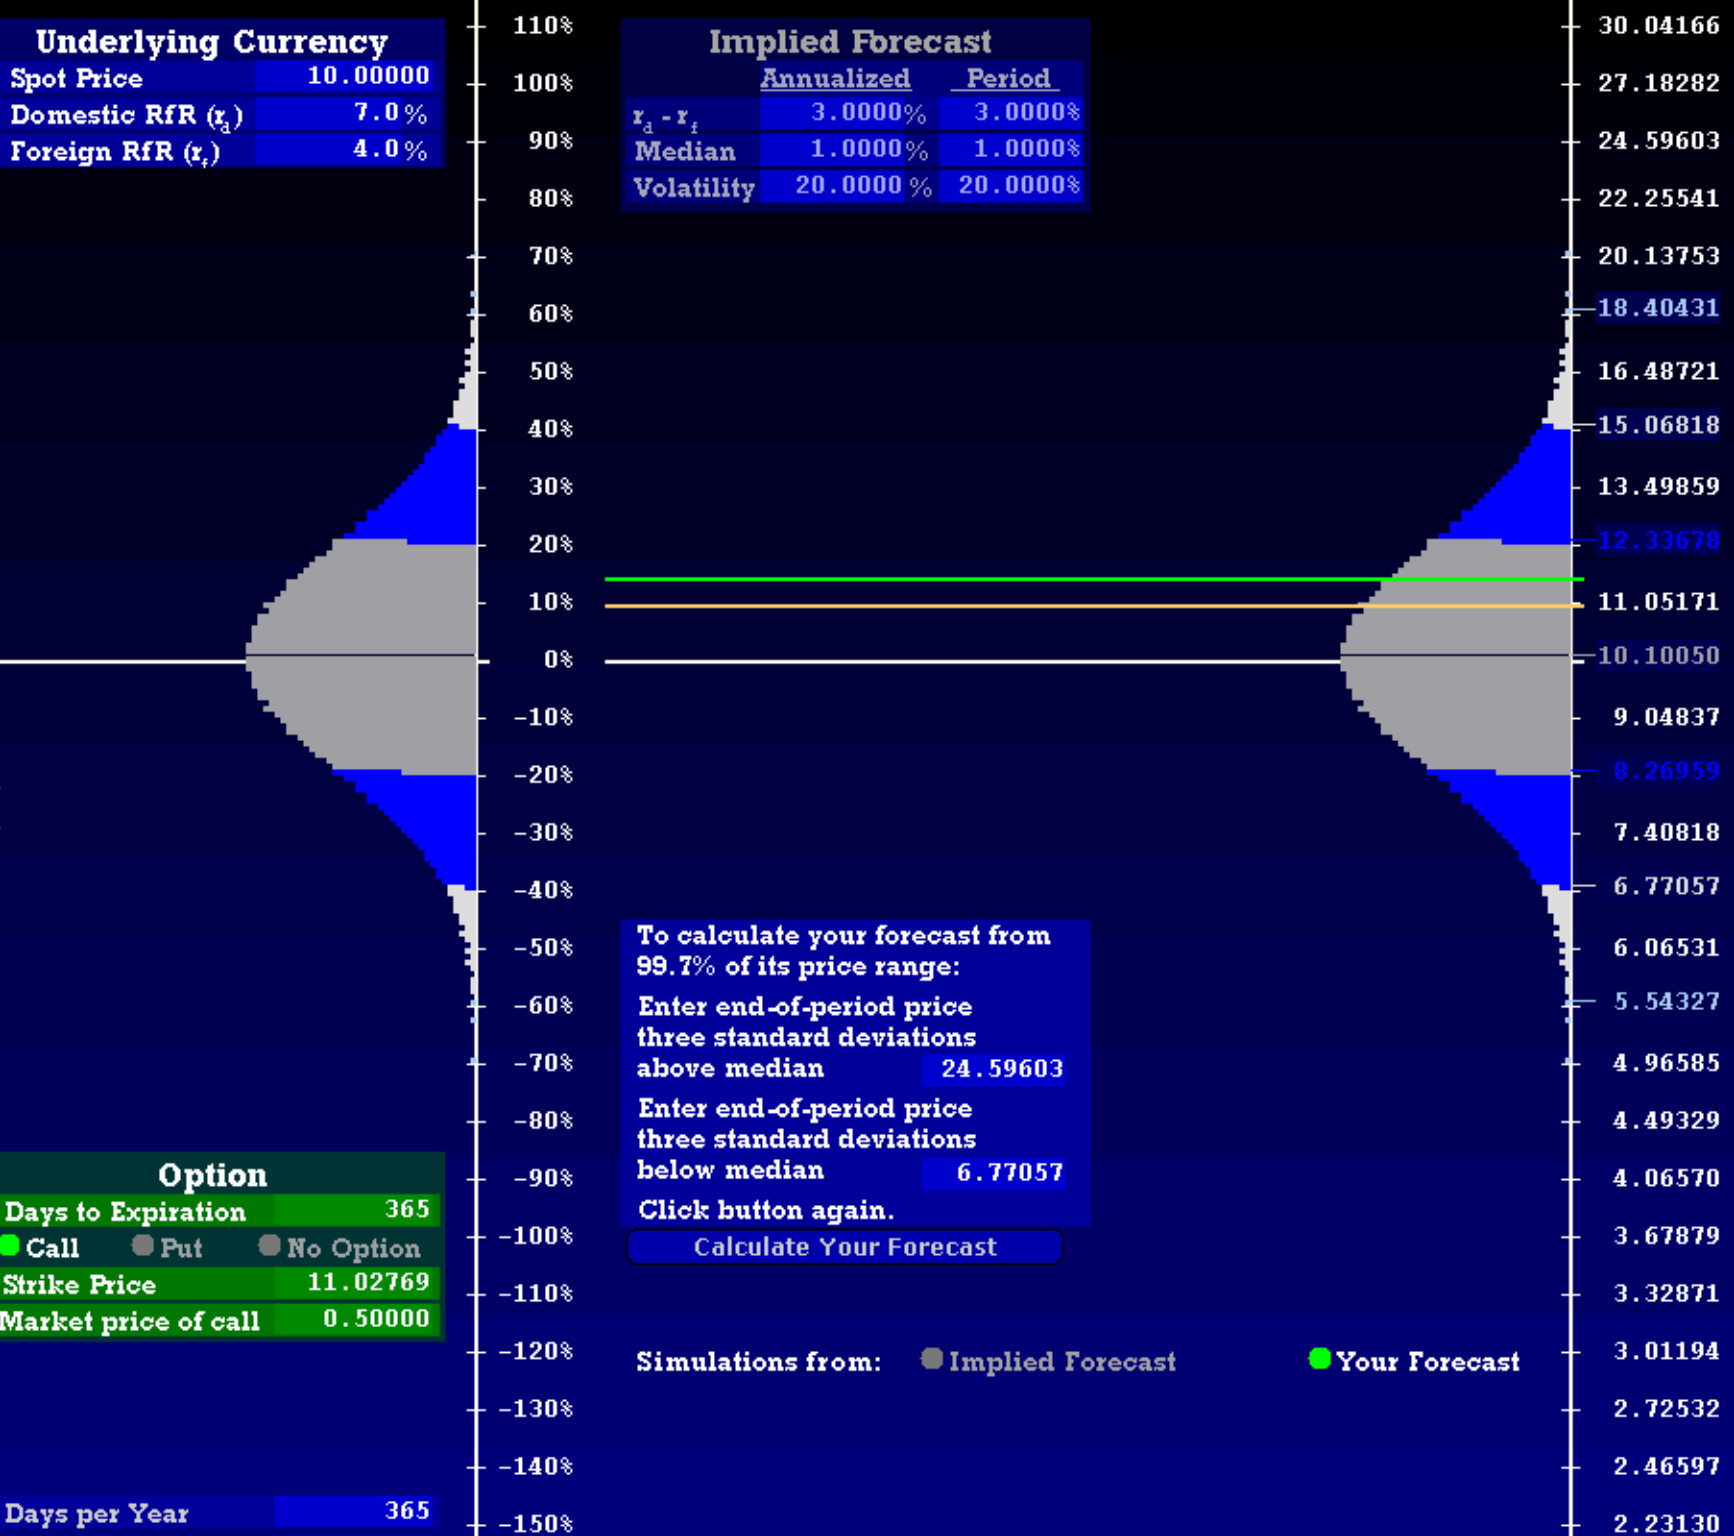 Underlying Currency
Spot Price 10.00000
Domestic RfR (rd) 7.0%
Foreign RfR (rf) 4.0%
Option
Days to Expiration 365
Call Put No Option
Strike Price 11.02769
Market price of call 0.50000
Days per Year 365
110%
100%
90%
80%
70%
60%
50%
40%
30%
20%
10%
0%
-10%
-20%
-30%
-40%
-50%
-60%
-70%
-80%
-90%
-100%
-110%
-120%
-130%
-140%
-150%
Implied Forecast
Annualized Period
rd - rf 3.0000% 3.0000%
Median 1.0000% 1.0000%
Volatility 20.0000% 20.0000%
To calculate your forecast from
99.7% of its price range:
Enter end-of-period price
three standard deviations
above median 24.59603
Enter end-of-period price
three standard deviations
below median 6.77057
Click button again.
Calculate Your Forecast
Simulations from: Implied Forecast Your Forecast
30.04166
27.18282
24.59603
22.25541
20.13753
18.40431
16.48721
15.06818
13.49859
12.33678
11.05171
10.10050
9.04837
8.26959
7.40818
6.77057
6.06531
5.54327
4.96585
4.49329
4.06570
3.67879
3.32871
3.01194
2.72532
2.46597
2.23130